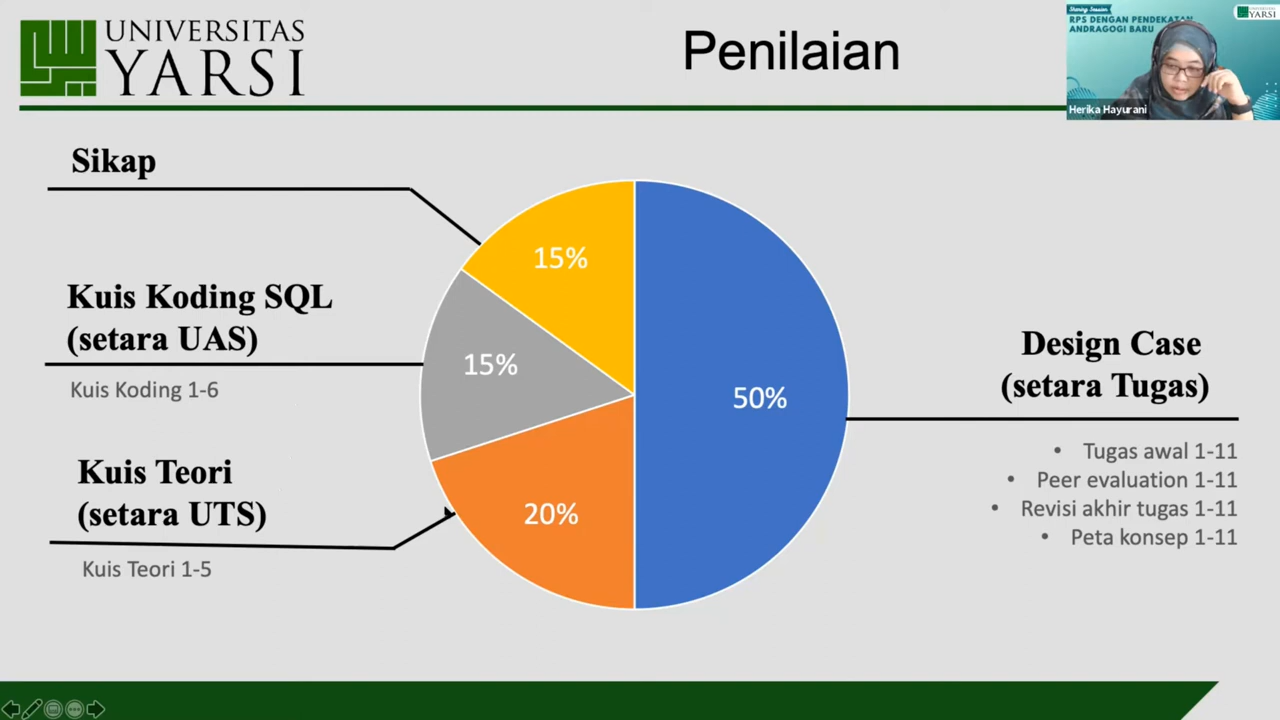 UNIVERSITAS
YARSI
Penilaian
Sharing Session
RPS DENGAN PENDEKATAN
ANDRAGOGI BARU
YARSI
Herika Hayurani
Sikap
15%
Kuis Koding SQL
(setara UAS)
Kuis Koding 1-6
15%
Kuis Teori
(setara UTS)
Kuis Teori 1-5
20%
50%
Design Case
(setara Tugas)
• Tugas awal 1-11
• Peer evaluation 1-11
• Revisi akhir tugas 1-11
• Peta konsep 1-11